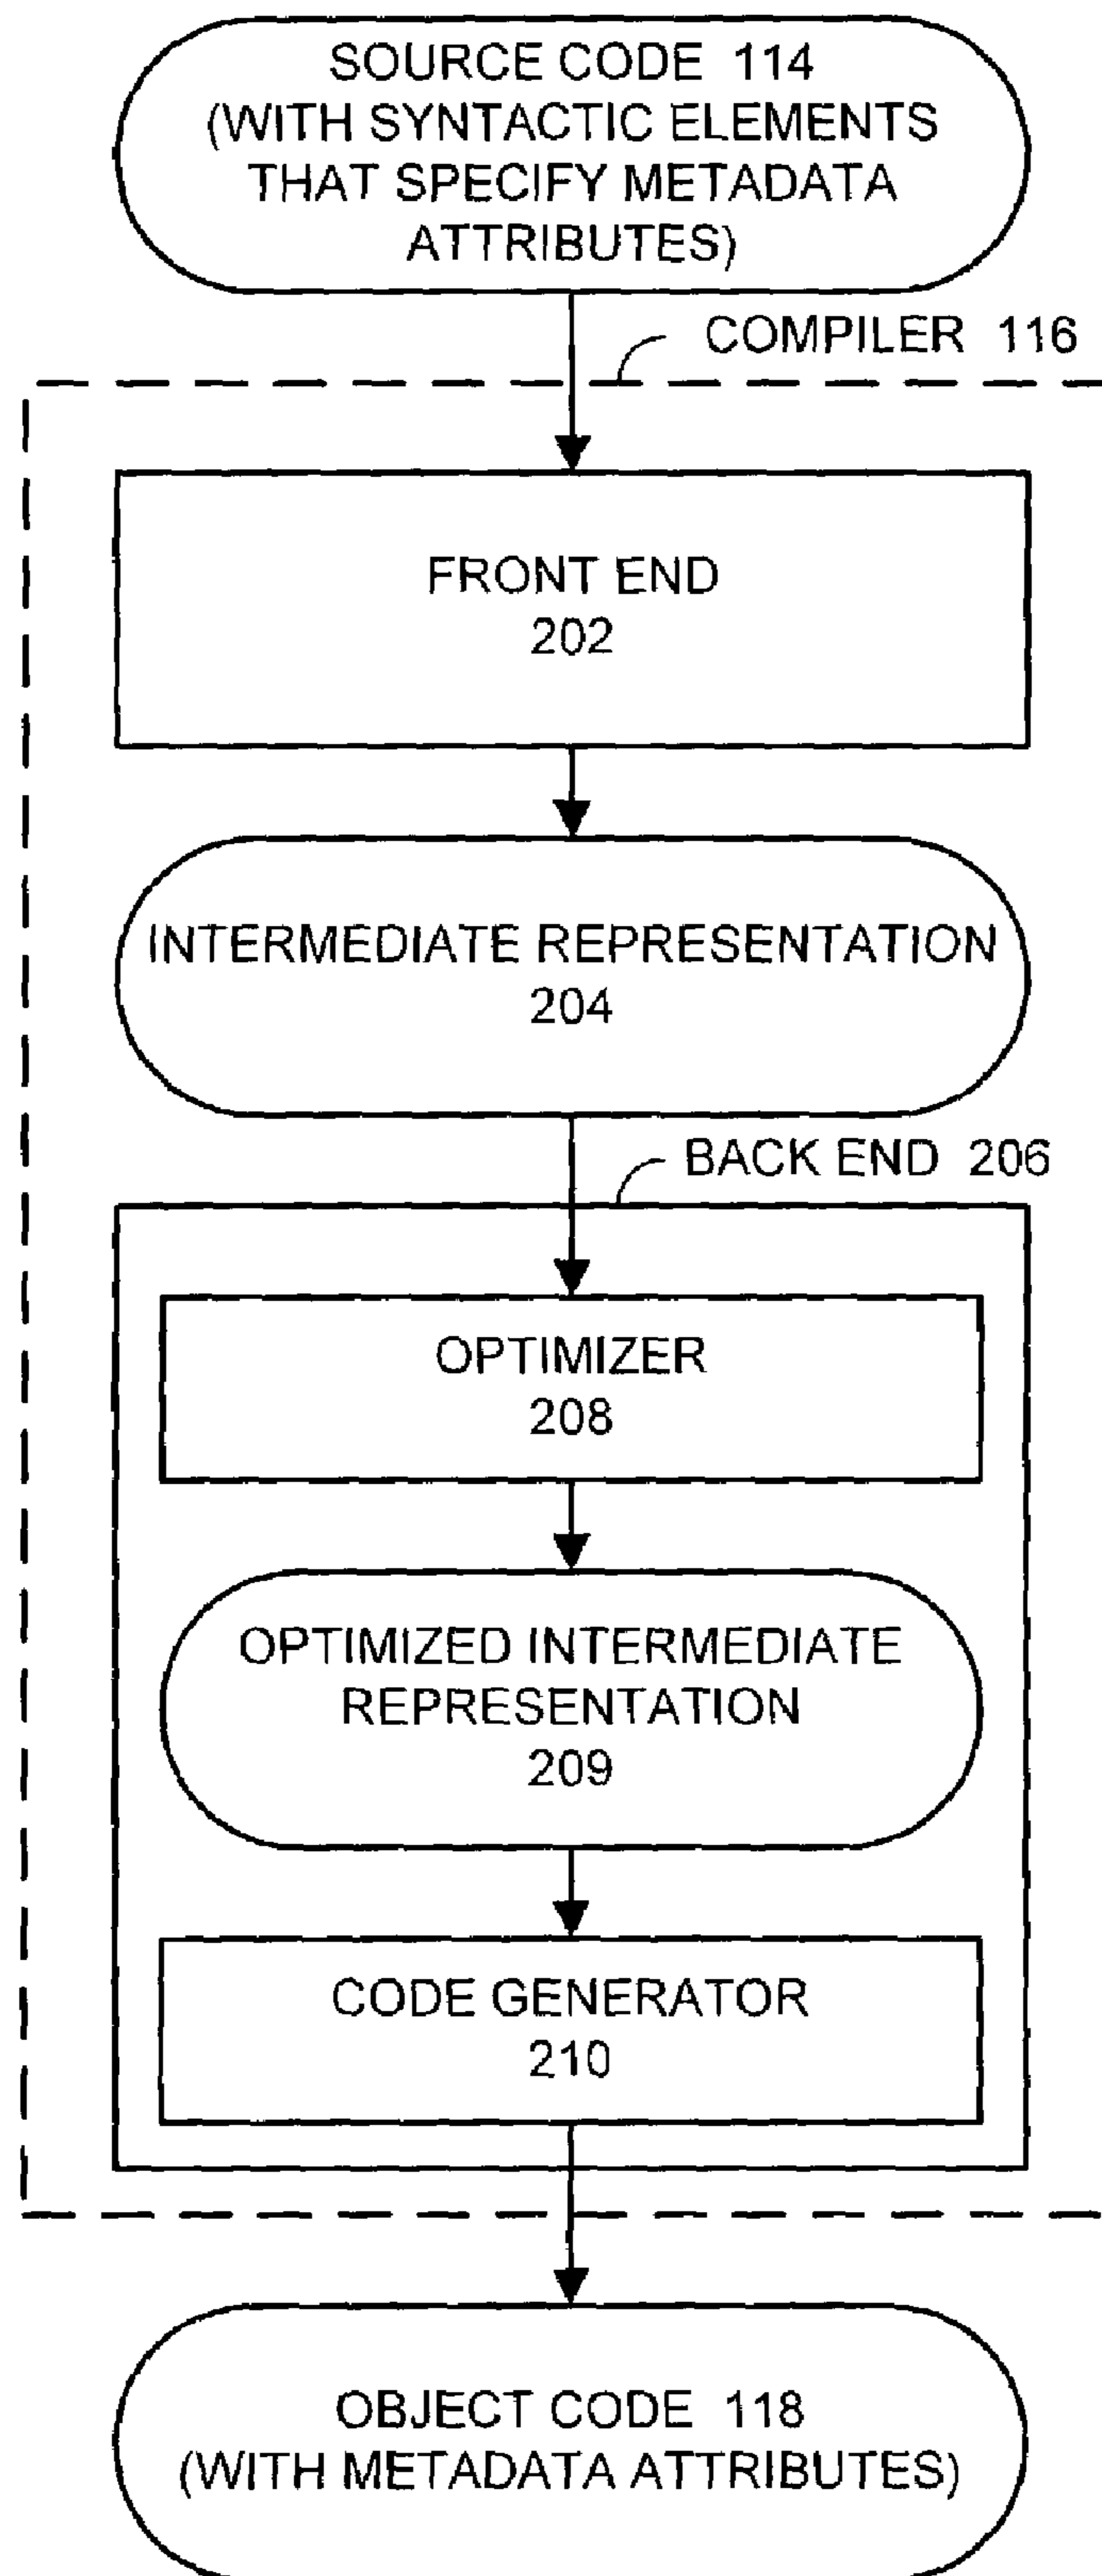 SOURCE CODE 114
(WITH SYNTACTIC ELEMENTS
THAT SPECIFY METADATA
ATTRIBUTES)
COMPILER 116
FRONT END
202
INTERMEDIATE REPRESENTATION
204
BACK END 206
OPTIMIZER
208
OPTIMIZED INTERMEDIATE
REPRESENTATION
209
CODE GENERATOR
210
OBJECT CODE 118
(WITH METADATA ATTRIBUTES)